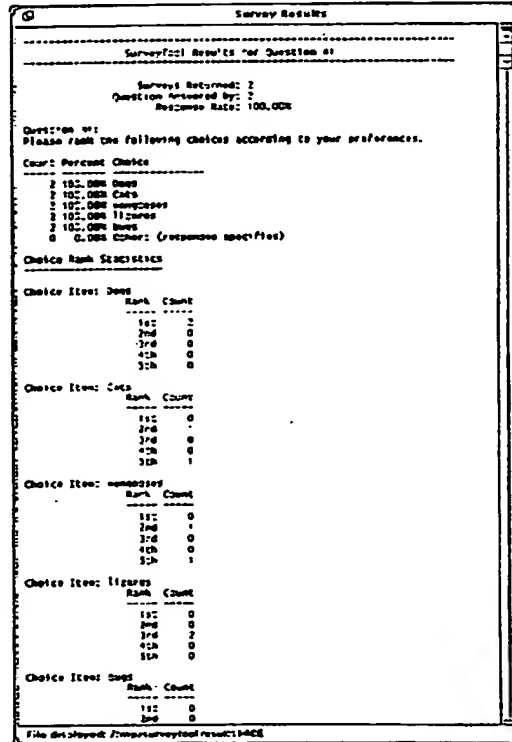 Survey Results
SurveyTool Results for Question #1
Surveys Returned: 2
Question Answered by: 2
Response Rate: 100.00%
Question #1:
Please rank the following choices according to your preferences.
Count Percent Choice
2 100.00% Dogs
2 100.00% Cats
2 100.00% mongooses
2 100.00% lizards
2 100.00% bugs
0 0.00% Other: (respondee specifies)
Choice Rank Statistics
Choice Item: Dogs
Rank Count
1st 2
2nd 0
3rd 0
4th 0
5th 0
Choice Item: Cats
Rank Count
1st 0
2nd
3rd 0
4th 0
5th 1
Choice Item: mongooses
Rank Count
1st 0
2nd 1
3rd 0
4th 0
5th 1
Choice Item: lizards
Rank Count
1st 0
2nd 0
3rd 2
4th 0
5th 0
Choice Item: bugs
Rank Count
1st 0
2nd 0
File displayed: